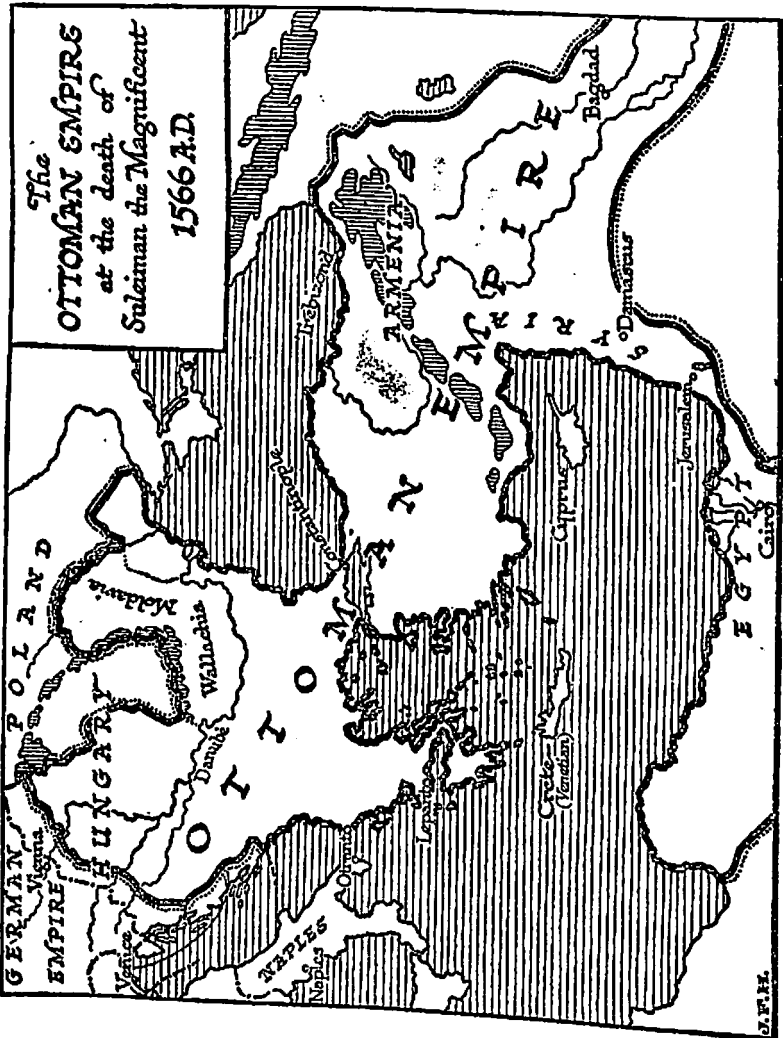 The
OTTOMAN EMPIRE
at the death of
Sulaiman the Magnificent
1566 A.D.
GERMAN
EMPIRE
Vienna
POLAND
HUNGARY
Moldavia
Wallachia
Danube
Venice
NAPLES
Naples
Otranto
Lepanto
Crete
(Venetian)
Constantinople
Trebizond
ARMENIA
OTTOMAN EMPIRE
SYRIA
Bagdad
Damascus
Jerusalem
Cyprus
EGYPT
Cairo
J.F.H.